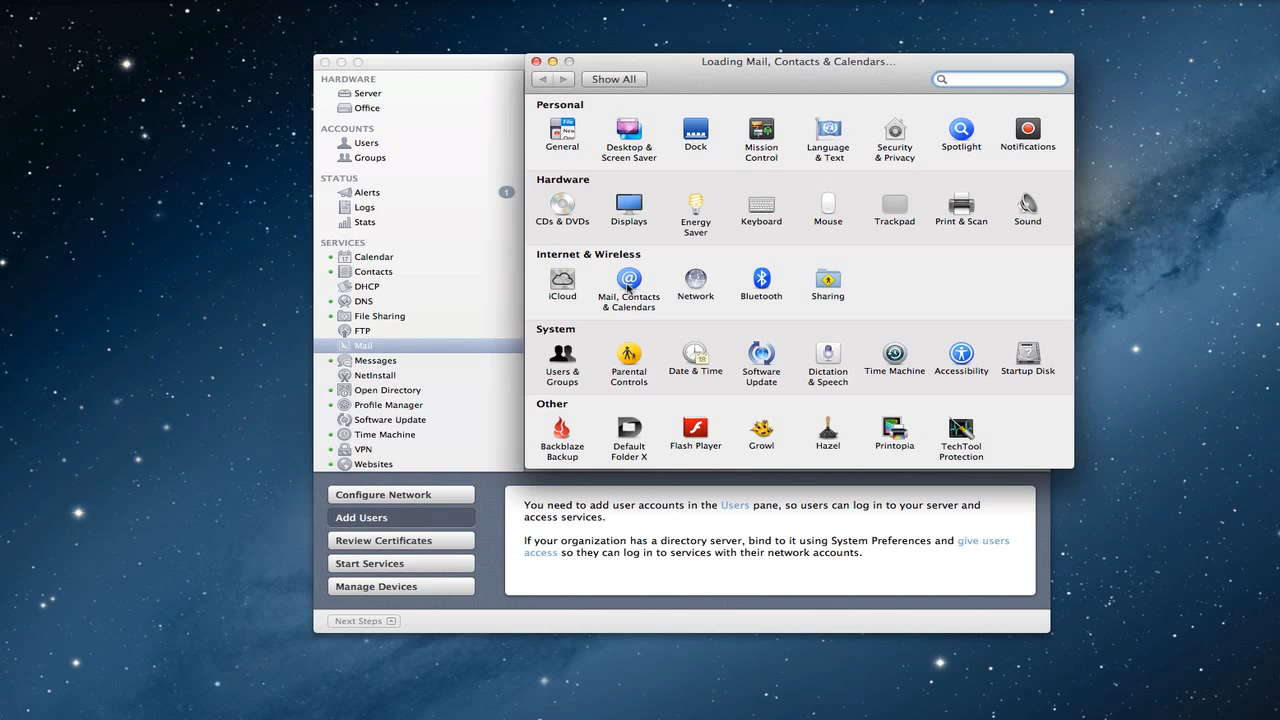 HARDWARE
Server
Office
ACCOUNTS
Users
Groups
STATUS
Alerts
1
Logs
Stats
SERVICES
Calendar
Contacts
DHCP
DNS
File Sharing
FTP
Mail
Messages
NetInstall
Open Directory
Profile Manager
Software Update
Time Machine
VPN
Websites
Loading Mail, Contacts & Calendars...
Show All
Personal
General
Desktop &
Screen Saver
Dock
Mission
Control
Language
& Text
Security
& Privacy
Spotlight
Notifications
Hardware
CDs & DVDs
Displays
Energy
Saver
Keyboard
Mouse
Trackpad
Print & Scan
Sound
Internet & Wireless
iCloud
Mail, Contacts
& Calendars
Network
Bluetooth
Sharing
System
Users &
Groups
Parental
Controls
Date & Time
Software
Update
Dictation
& Speech
Time Machine
Accessibility
Startup Disk
Other
Backblaze
Backup
Default
Folder X
Flash Player
Growl
Hazel
Printopia
TechTool
Protection
Configure Network
Add Users
Review Certificates
Start Services
Manage Devices
You need to add user accounts in the Users pane, so users can log in to your server and
access services.
If your organization has a directory server, bind to it using System Preferences and give users
access so they can log in to services with their network accounts.
Next Steps